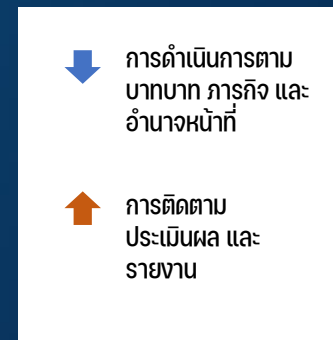 การดำเนินการตาม
บาทบาท ภารกิจ และ
อำนาจหน้าที่
การติดตาม
ประเมินผล และ
รายงาน